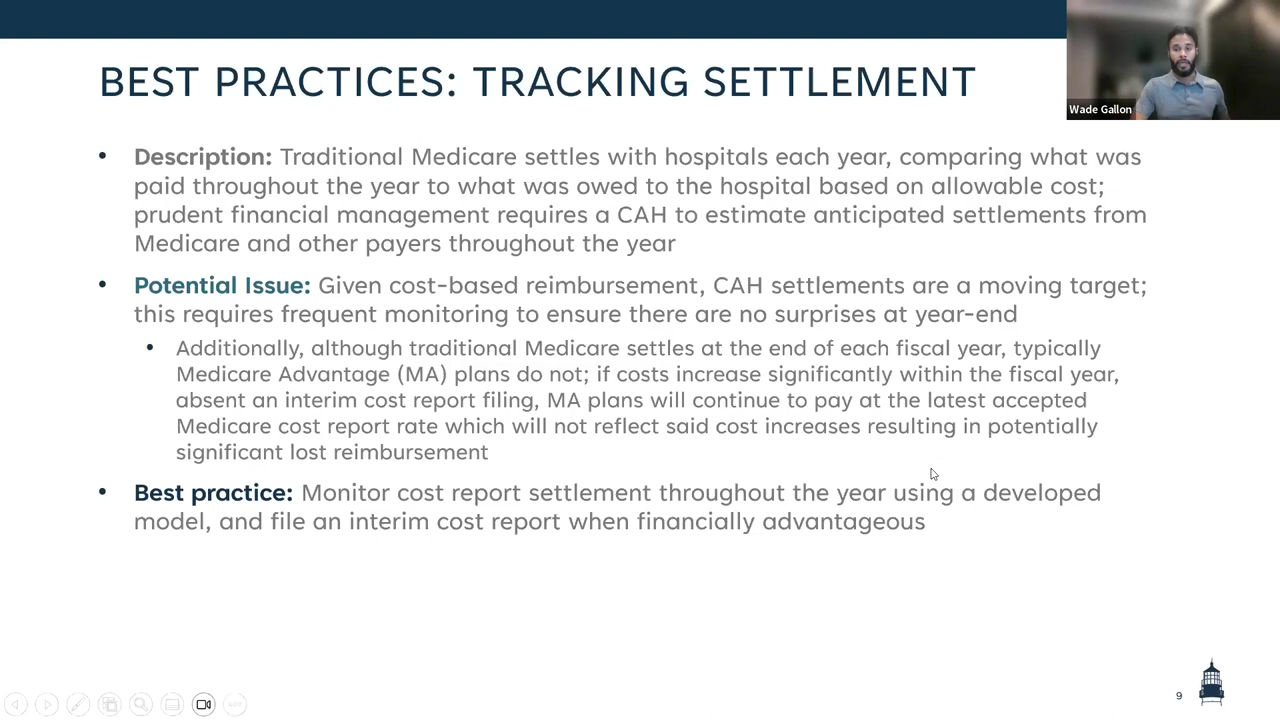 BEST PRACTICES: TRACKING SETTLEMENT
Wade Gallon
• Description: Traditional Medicare settles with hospitals each year, comparing what was
paid throughout the year to what was owed to the hospital based on allowable cost;
prudent financial management requires a CAH to estimate anticipated settlements from
Medicare and other payers throughout the year
• Potential Issue: Given cost-based reimbursement, CAH settlements are a moving target;
this requires frequent monitoring to ensure there are no surprises at year-end
• Additionally, although traditional Medicare settles at the end of each fiscal year, typically
Medicare Advantage (MA) plans do not; if costs increase significantly within the fiscal year,
absent an interim cost report filing, MA plans will continue to pay at the latest accepted
Medicare cost report rate which will not reflect said cost increases resulting in potentially
significant lost reimbursement
• Best practice: Monitor cost report settlement throughout the year using a developed
model, and file an interim cost report when financially advantageous
9